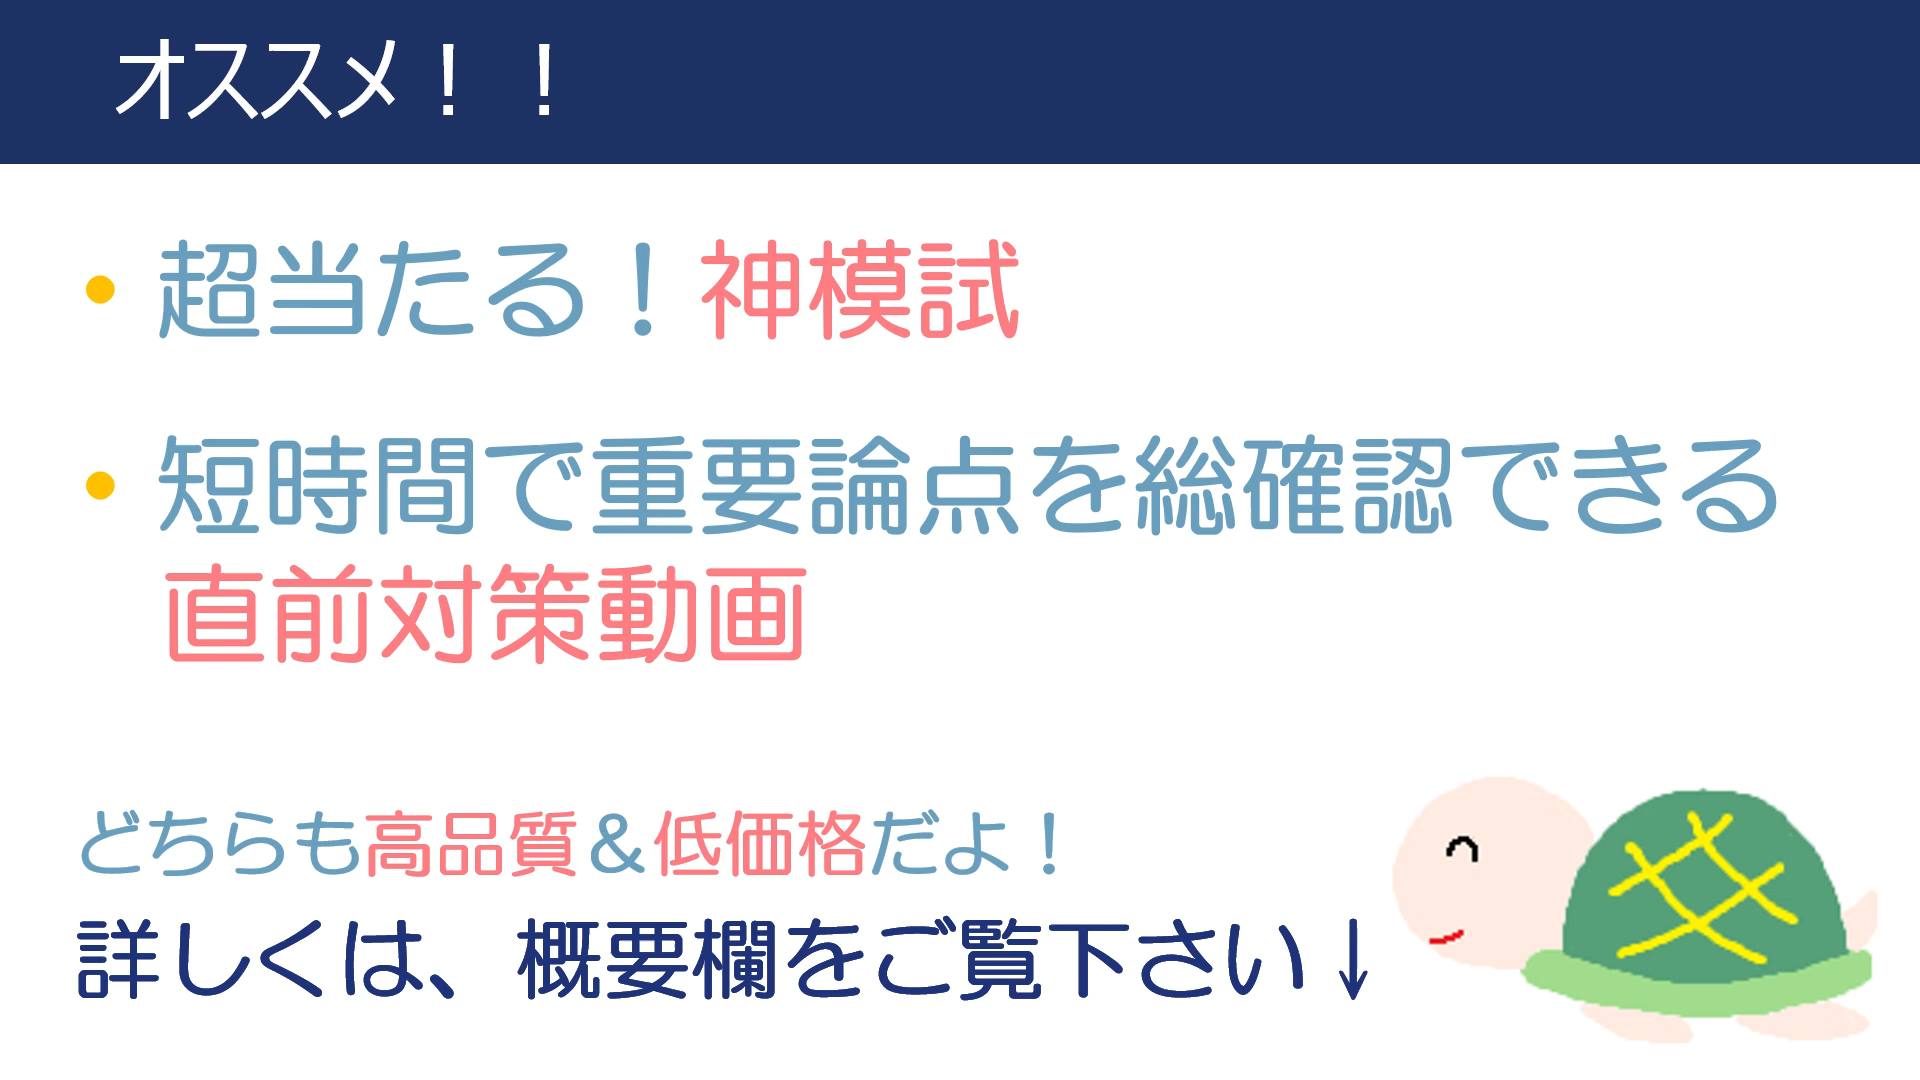 オススメ！！
• 超当たる！神模試
• 短時間で重要論点を総確認できる
直前対策動画
どちらも高品質＆低価格だよ！
詳しくは、概要欄をご覧下さい↓